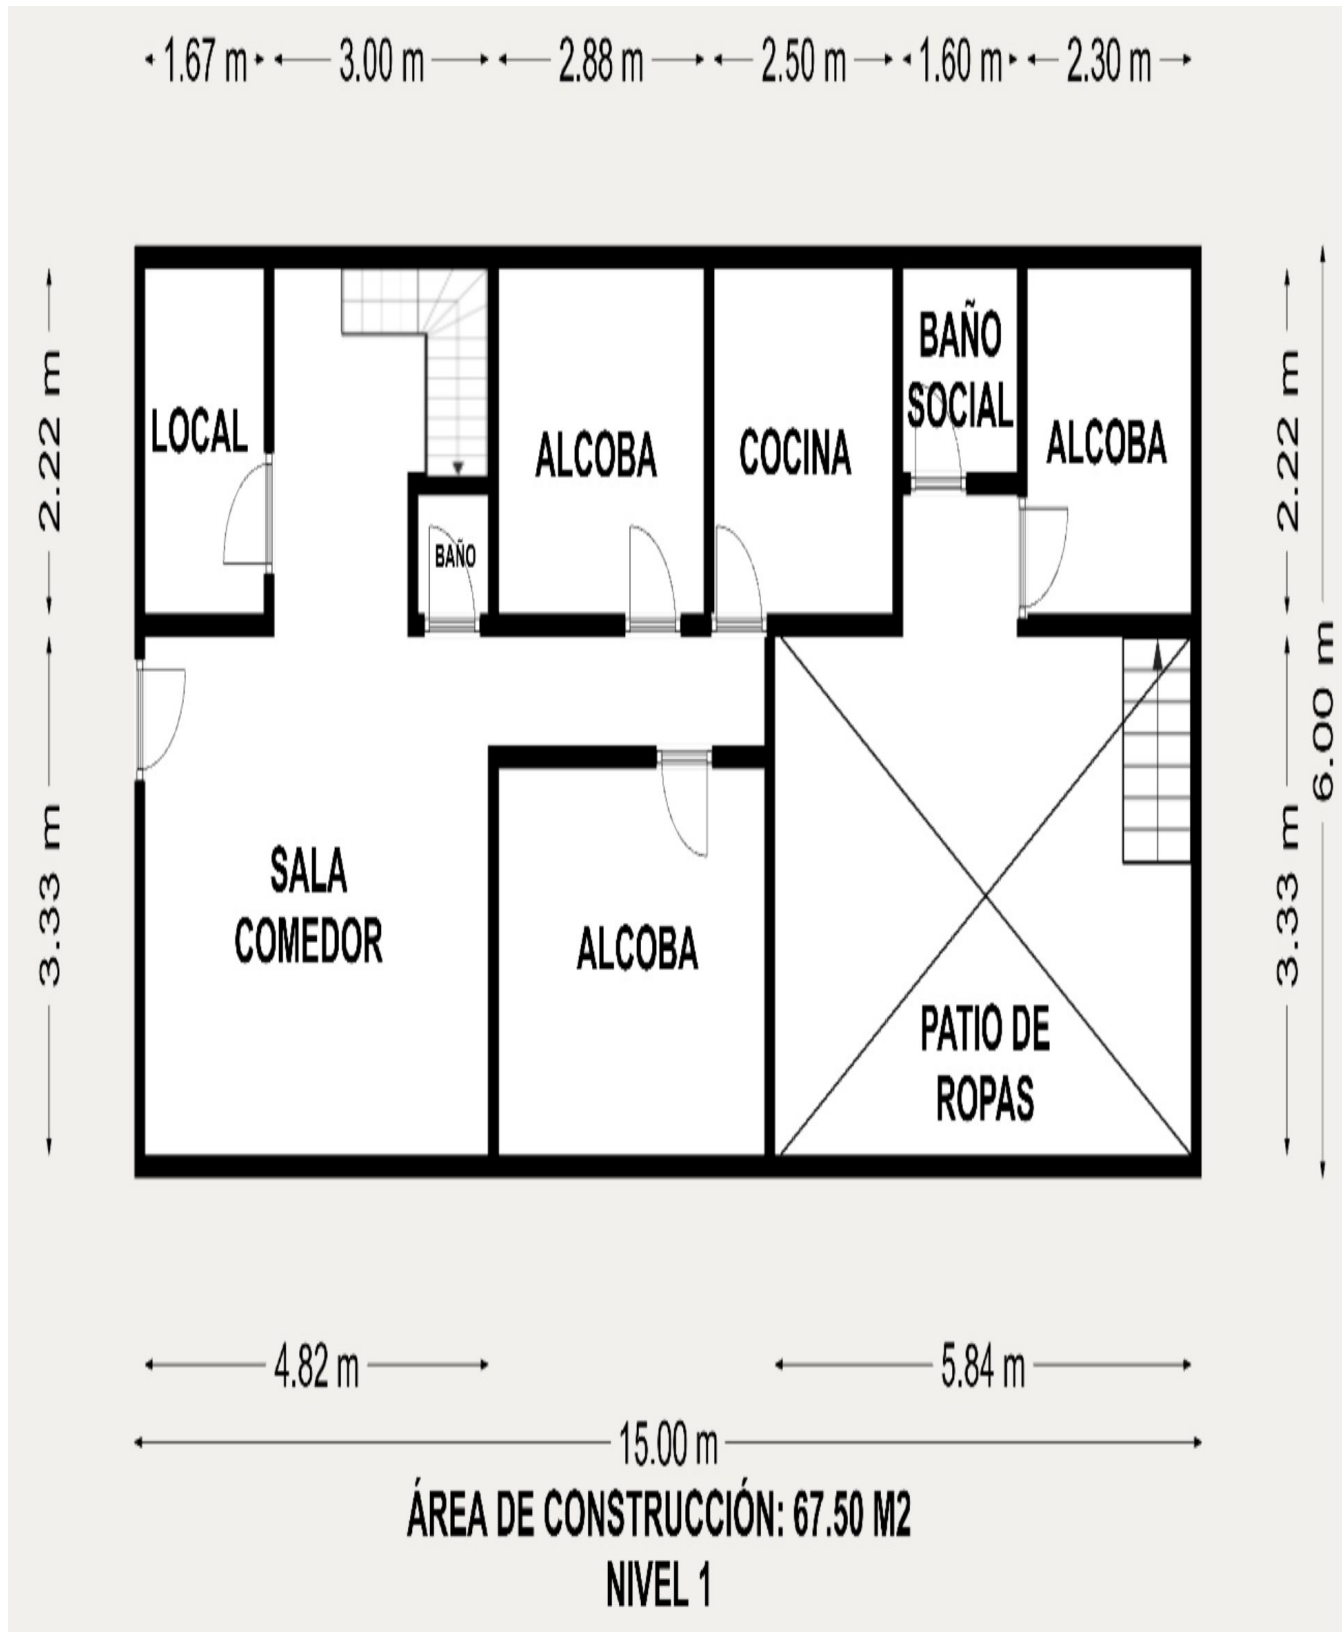 1.67 m
3.00 m
2.88 m
2.50 m
1.60 m
2.30 m
2.22 m
3.33 m
LOCAL
ALCOBA
COCINA
BAÑO
SOCIAL
ALCOBA
BAÑO
SALA
COMEDOR
ALCOBA
PATIO DE
ROPAS
2.22 m
3.33 m
6.00 m
4.82 m
5.84 m
15.00 m
ÁREA DE CONSTRUCCIÓN: 67.50 M2
NIVEL 1